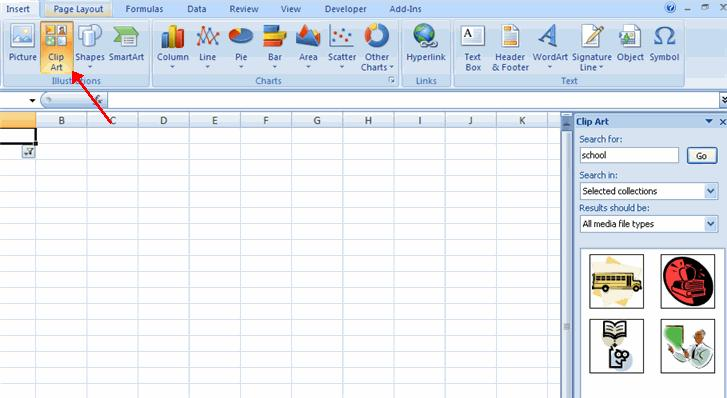 Insert Page Layout Formulas Data Review View Developer Add-Ins
Picture Clip Art Shapes SmartArt Column Line Pie Bar Area Scatter Other Charts Hyperlink Text Box Header & Footer WordArt Signature Line Object Symbol
Illustrations Charts Links Text
B C D E F G H I J K
Clip Art
Search for:
school Go
Search in:
Selected collections
Results should be:
All media file types